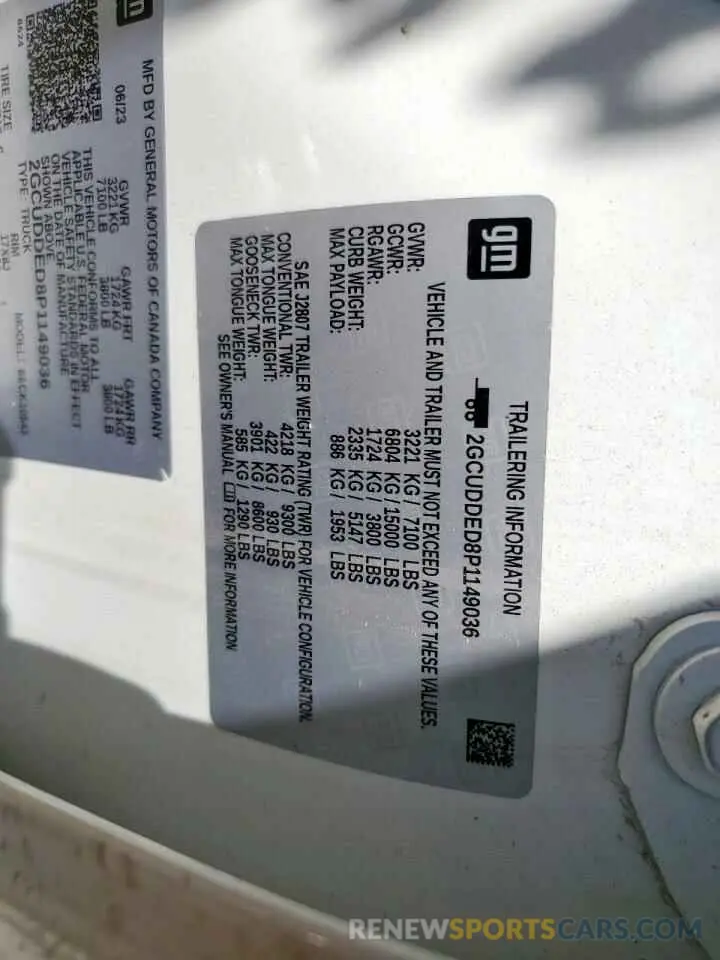 gm
TRAILERING INFORMATION
2GCUDDED8P1149036
VEHICLE AND TRAILER MUST NOT EXCEED ANY OF THESE VALUES.
GVWR: 3221 KG / 7100 LBS
GCWR: 6804 KG / 15000 LBS
RGAWR: 1724 KG / 3800 LBS
CURB WEIGHT: 2335 KG / 5147 LBS
MAX PAYLOAD: 886 KG / 1953 LBS
SAE J2807 TRAILER WEIGHT RATING (TWR) FOR VEHICLE CONFIGURATION.
CONVENTIONAL TWR: 4218 KG / 9300 LBS
MAX TONGUE WEIGHT: 422 KG / 930 LBS
GOOSENECK TWR: 3901 KG / 8600 LBS
MAX TONGUE WEIGHT: 585 KG / 1290 LBS
SEE OWNER'S MANUAL FOR MORE INFORMATION
gm
MFD BY GENERAL MOTORS OF CANADA COMPANY
06/23 GVWR GAWR FRT GAWR RR
3221 KG 1724 KG 1724 KG
7100 LB 3800 LB 3800 LB
THIS VEHICLE CONFORMS TO ALL
APPLICABLE U.S. FEDERAL MOTOR
VEHICLE SAFETY STANDARDS IN EFFECT
ON THE DATE OF MANUFACTURE
SHOWN ABOVE
2GCUDDED8P1149036
TYPE: TRUCK
TIRE SIZE RIM
RENEWSPORTSCARS.COM